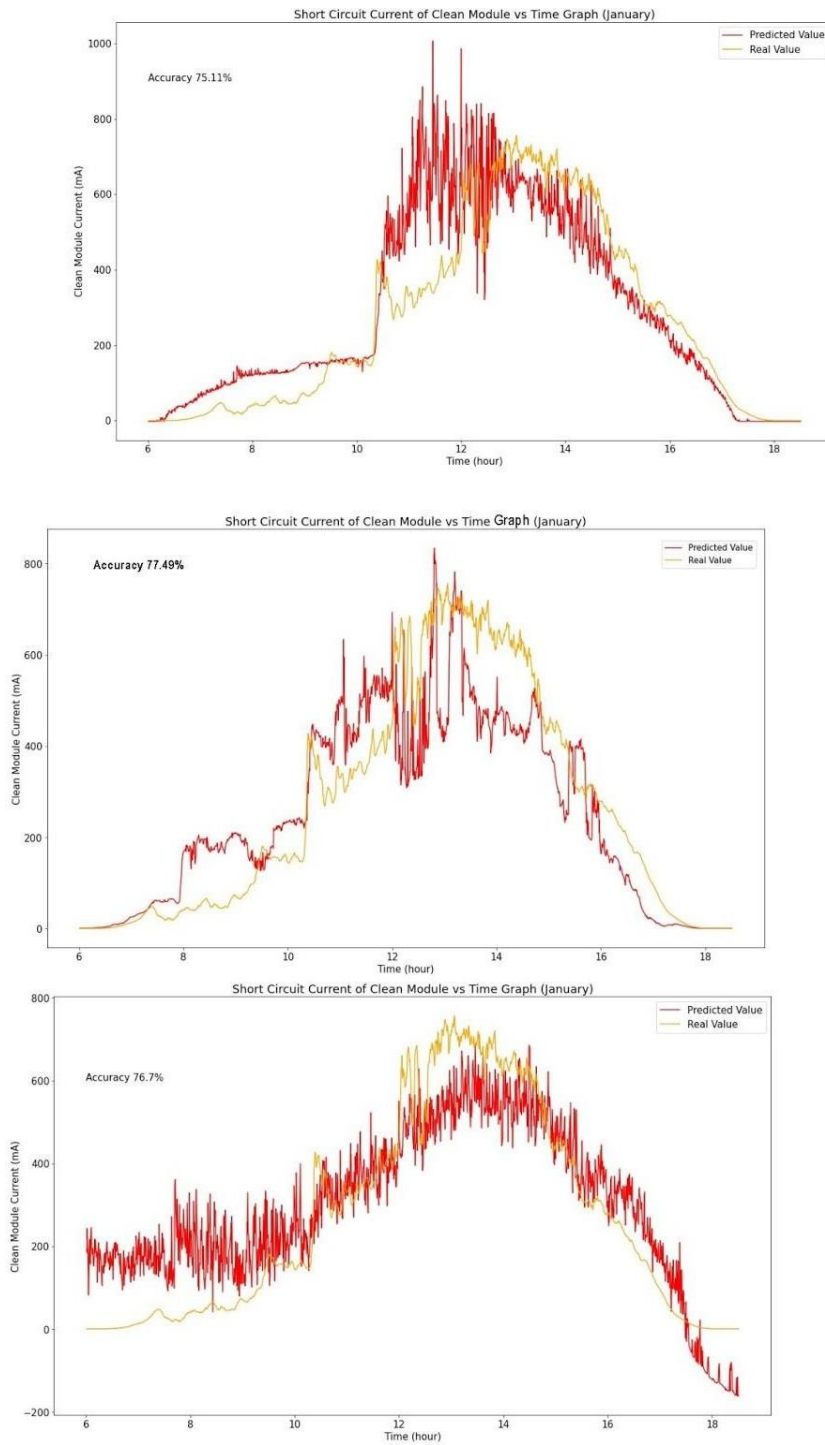 Short Circuit Current of Clean Module vs Time Graph (January)
Predicted Value
Real Value
Accuracy 75.11%
Clean Module Current (mA)
1000
800
600
400
200
0
6 8 10 12 14 16 18
Time (hour)
Short Circuit Current of Clean Module vs Time Graph (January)
Predicted Value
Real Value
Accuracy 77.49%
Clean Module Current (mA)
800
600
400
200
0
6 8 10 12 14 16 18
Time (hour)
Short Circuit Current of Clean Module vs Time Graph (January)
Predicted Value
Real Value
Accuracy 76.7%
Clean Module Current (mA)
800
600
400
200
0
−200
6 8 10 12 14 16 18
Time (hour)